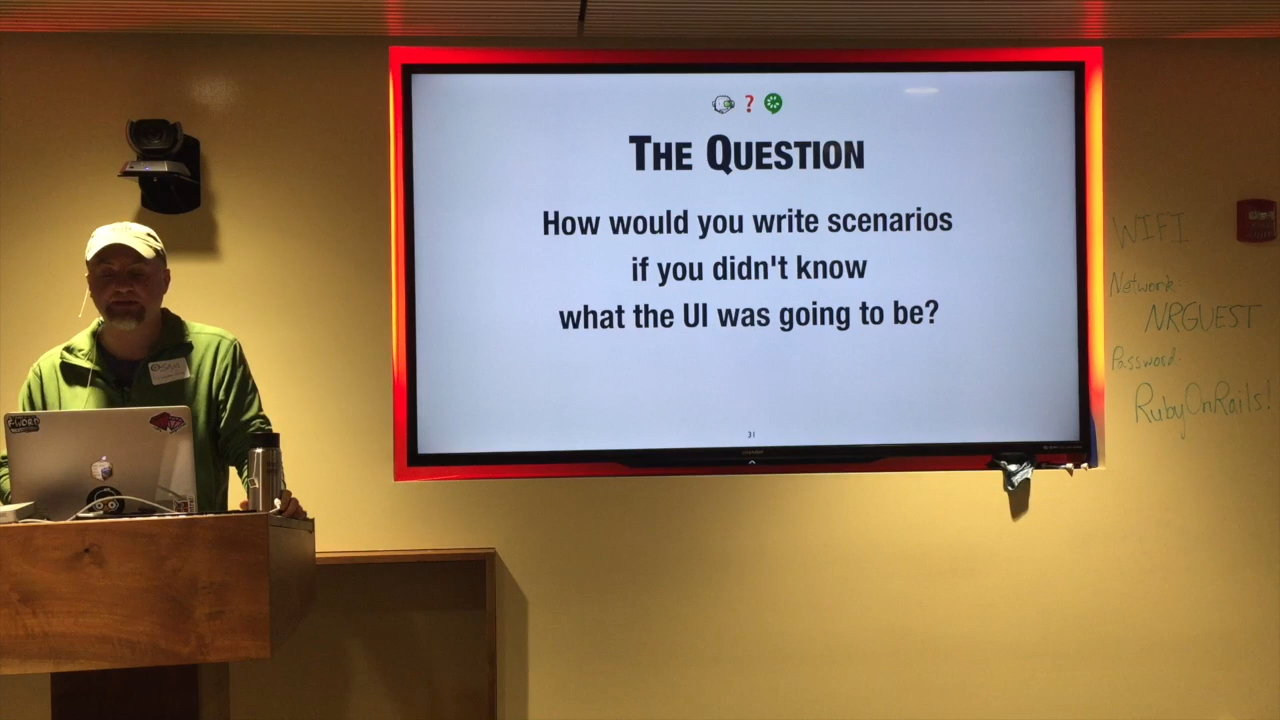 THE QUESTION
How would you write scenarios
if you didn't know
what the UI was going to be?
31
WIFI
Network:
NRGUEST
Password:
RubyOnRails!
F-WORD